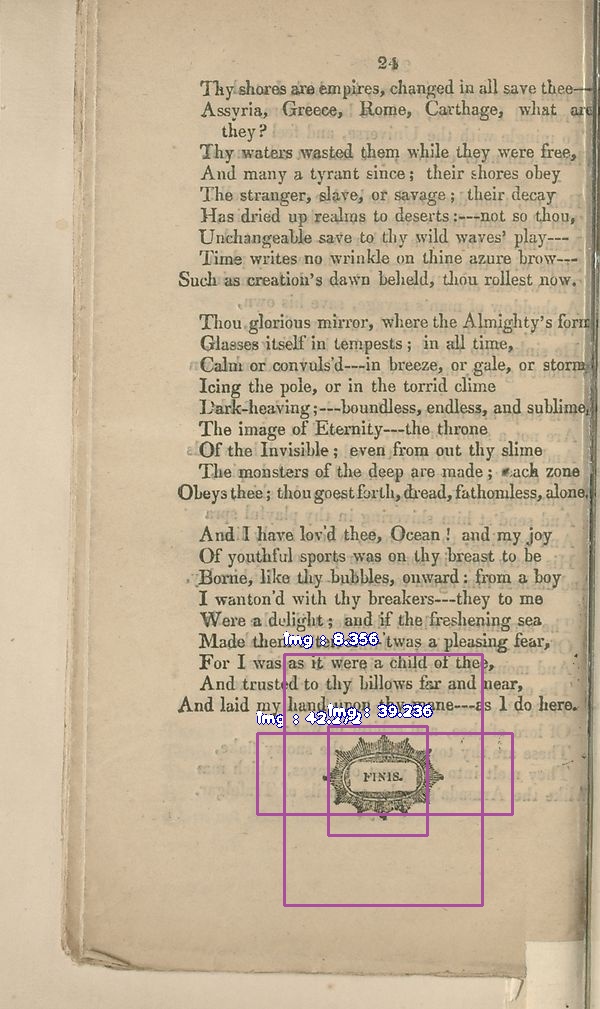 24
Thy shores are empires, changed in all save thee—
Assyria, Greece, Rome, Carthage, what are
they?
Thy waters wasted them while they were free,
And many a tyrant since; their shores obey
The stranger, slave, or savage; their decay
Has dried up realms to deserts:---not so thou,
Unchangeable save to thy wild waves' play---
Time writes no wrinkle on thine azure brow---
Such as creation's dawn beheld, thou rollest now.
Thou glorious mirror, where the Almighty's form
Glasses itself in tempests; in all time,
Calm or convuls'd---in breeze, or gale, or storm,
Icing the pole, or in the torrid clime
Dark-heaving;---boundless, endless, and sublime,
The image of Eternity---the throne
Of the Invisible; even from out thy slime
The monsters of the deep are made; each zone
Obeys thee; thou goest forth, dread, fathomless, alone.
And I have lov'd thee, Ocean! and my joy
Of youthful sports was on thy breast to be
Borne, like thy bubbles, onward: from a boy
I wanton'd with thy breakers---they to me
Were a delight; and if the freshening sea
Made 'twas a pleasing fear,
img : 8.356
For I was as it were a child of thee,
And trusted to thy billows far and near,
And laid my hand upon thy mane---as I do here.
img : 39.236
img : 42.272
FINIS.